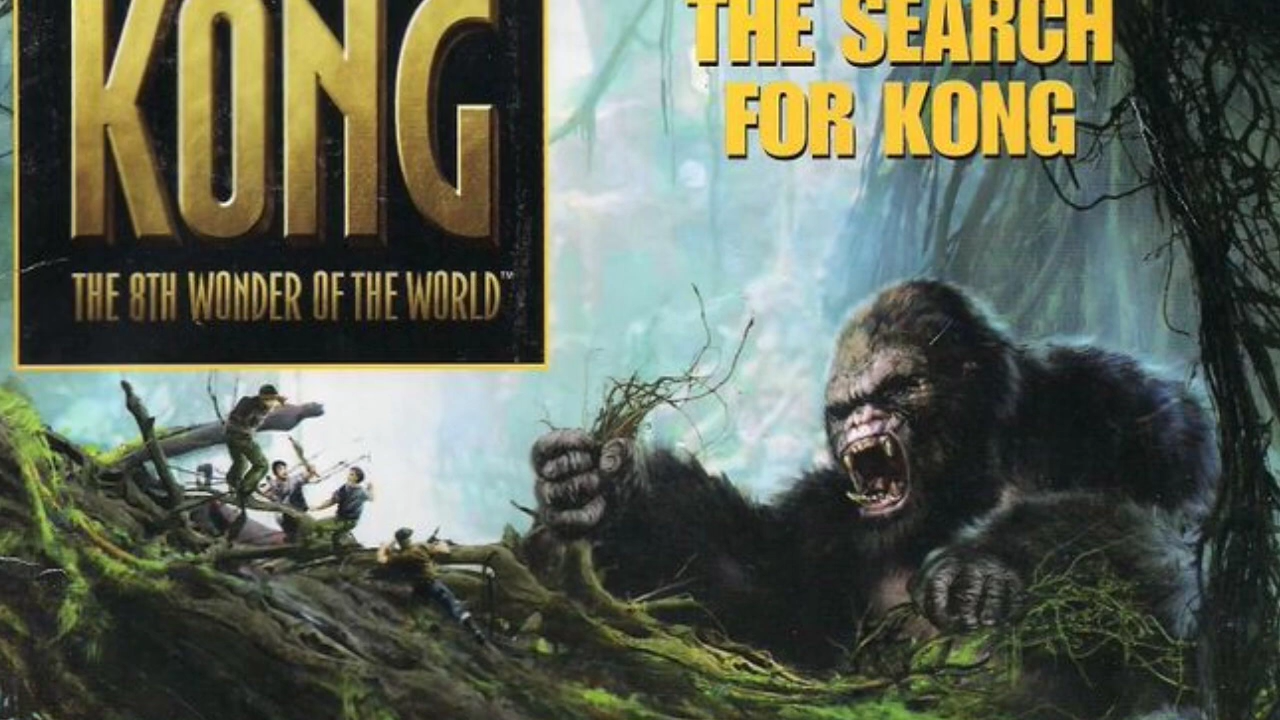 KONG
THE 8TH WONDER OF THE WORLD™
THE SEARCH
FOR KONG